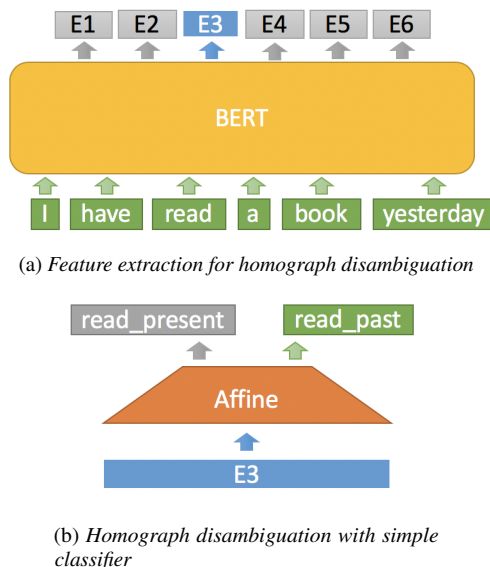 E1 E2 E3 E4 E5 E6
BERT
I have read a book yesterday
(a) Feature extraction for homograph disambiguation
read_present read_past
Affine
E3
(b) Homograph disambiguation with simple
classifier